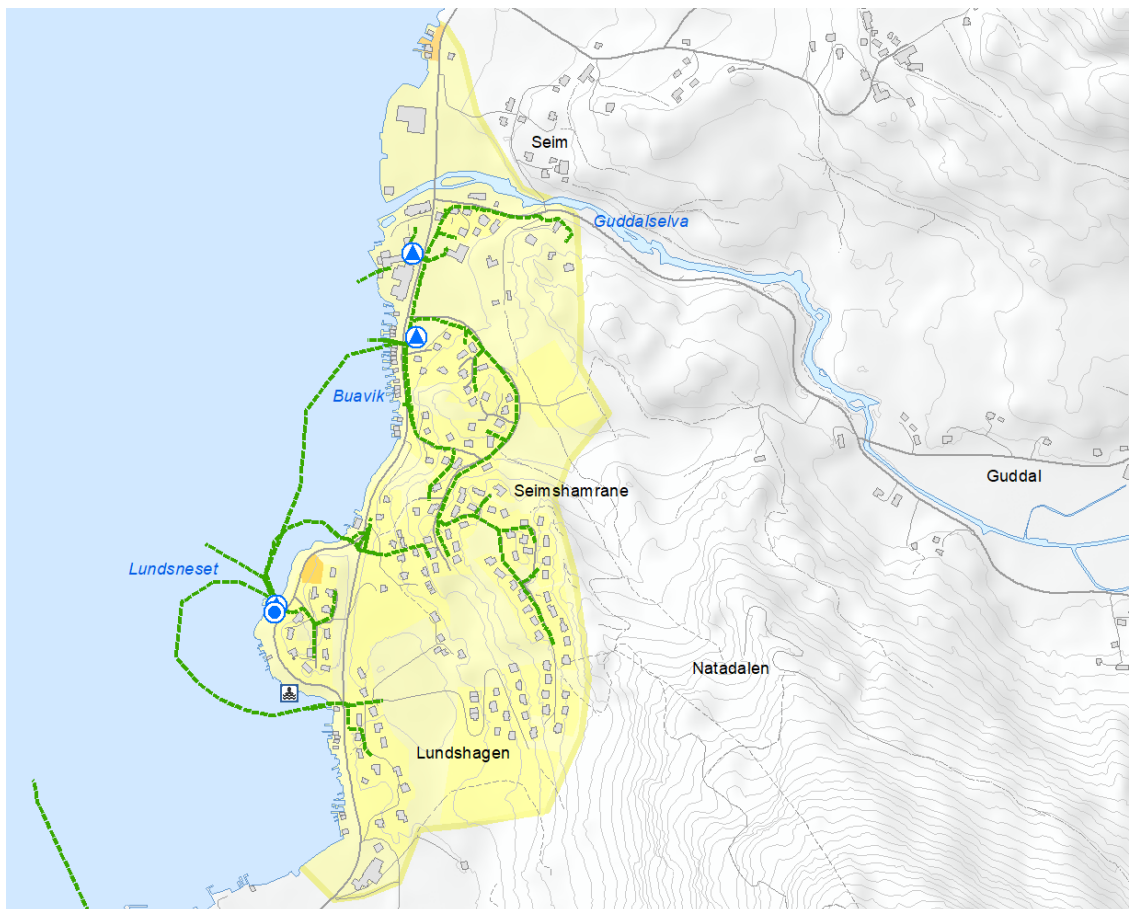 Seim
Guddalselva
Buavik
Guddal
Seimshamrane
Lundsneset
Natadalen
Lundshagen